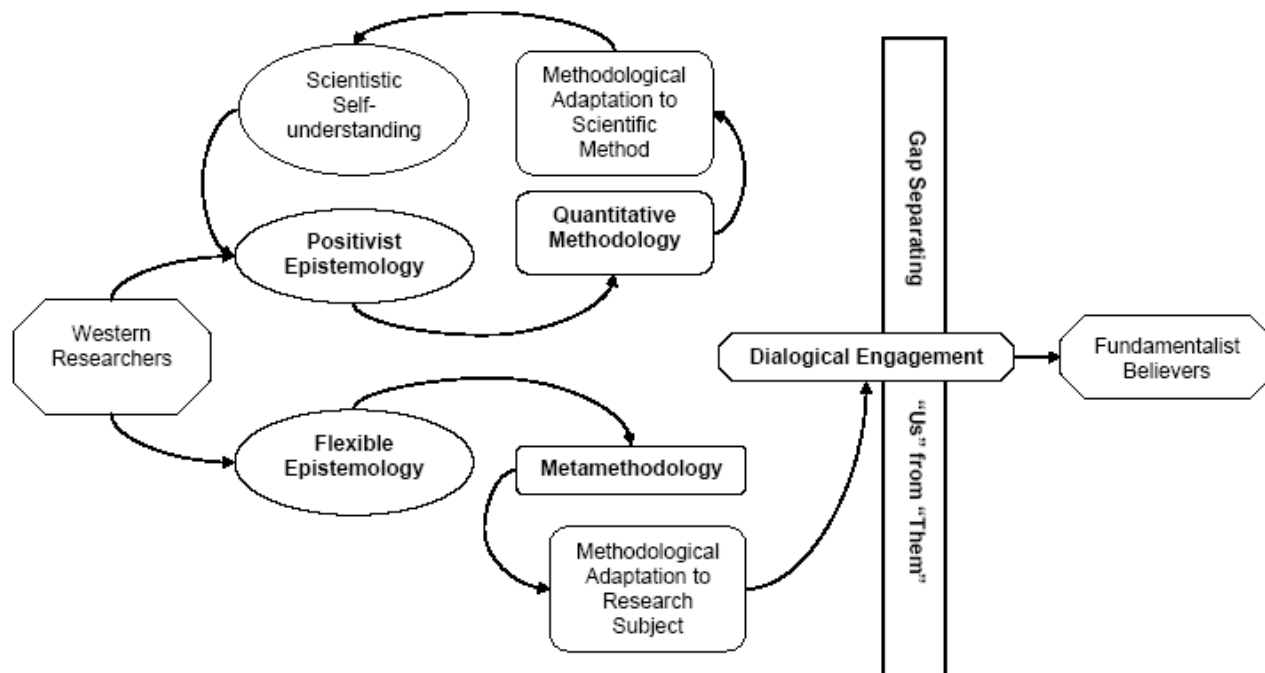 Scientistic
Self-
understanding
Methodological
Adaptation to
Scientific
Method
Positivist
Epistemology
Quantitative
Methodology
Western
Researchers
Flexible
Epistemology
Metamethodology
Methodological
Adaptation to
Research
Subject
Dialogical Engagement
Gap Separating
"Us" from "Them"
Fundamentalist
Believers